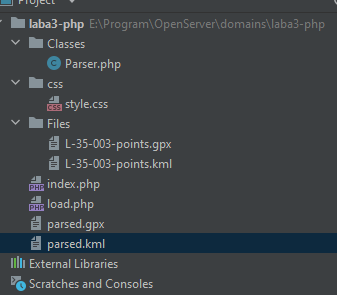 Project
laba3-php E:\Program\OpenServer\domains\laba3-php
Classes
Parser.php
css
style.css
Files
L-35-003-points.gpx
L-35-003-points.kml
index.php
load.php
parsed.gpx
parsed.kml
External Libraries
Scratches and Consoles